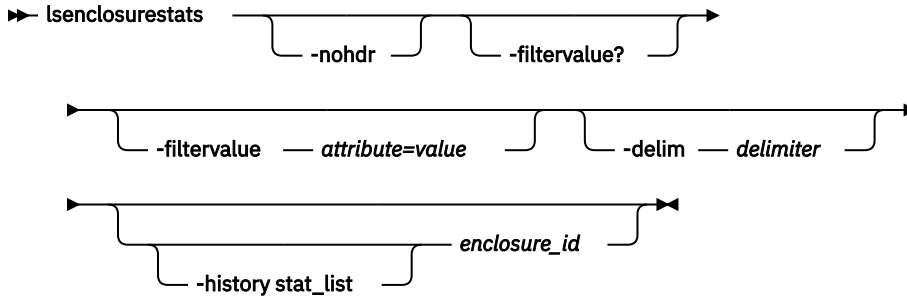 lsenclosurestats
-nohdr -filtervalue?
-filtervalue attribute=value -delim delimiter
enclosure_id
-history stat_list